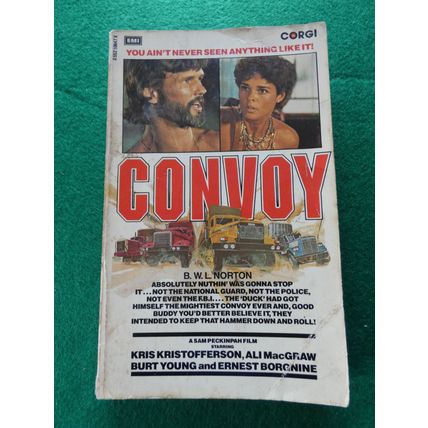 EMI
CORGI
YOU AIN'T NEVER SEEN ANYTHING LIKE IT!
CONVOY
B. W. L. NORTON
ABSOLUTELY NUTHIN' WAS GONNA STOP
IT... NOT THE NATIONAL GUARD, NOT THE POLICE,
NOT EVEN THE F.B.I.... THE 'DUCK' HAD GOT
HIMSELF THE MIGHTIEST CONVOY EVER AND, GOOD
BUDDY YOU'D BETTER BELIEVE IT, THEY
INTENDED TO KEEP THAT HAMMER DOWN AND ROLL!
A SAM PECKINPAH FILM
STARRING
KRIS KRISTOFFERSON, ALI MacGRAW
BURT YOUNG and ERNEST BORGNINE